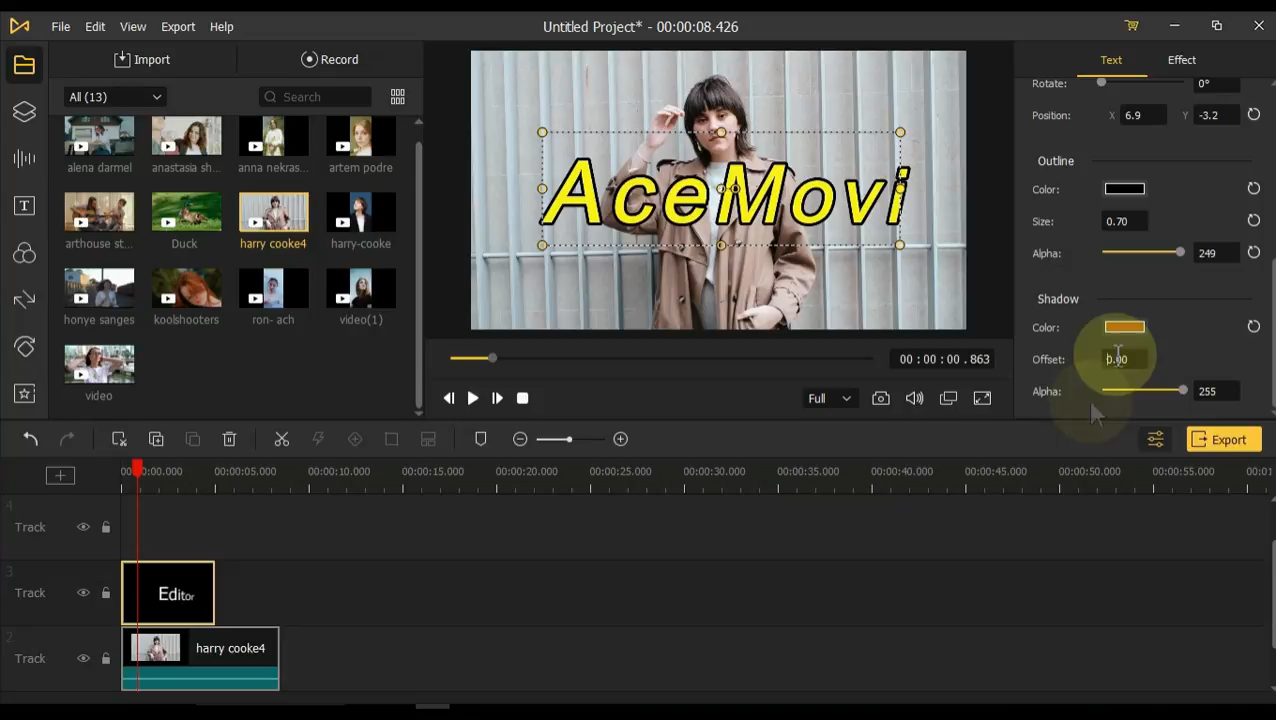 File Edit View Export Help
Untitled Project* - 00:00:08.426
Import
Record
Text
Effect
All (13)
Search
Rotate: 0°
Position: X 6.9 Y -3.2
alena darmel
anastasia sh...
anna nekras...
artem podre
Outline
Color:
Size: 0.70
Alpha: 249
AceMovi
arthouse st...
Duck
harry cooke4
harry-cooke
Shadow
Color:
Offset: 0.00
Alpha: 255
honye sanges
koolshooters
ron- ach
video(1)
video
00 : 00 : 00 . 863
Full
Export
00:00:05.000 00:00:10.000 00:00:15.000 00:00:20.000 00:00:25.000 00:00:30.000 00:00:35.000 00:00:40.000 00:00:45.000 00:00:50.000 00:00:55.000 00:01
4
Track
3
Track
Editor
2
Track
harry cooke4